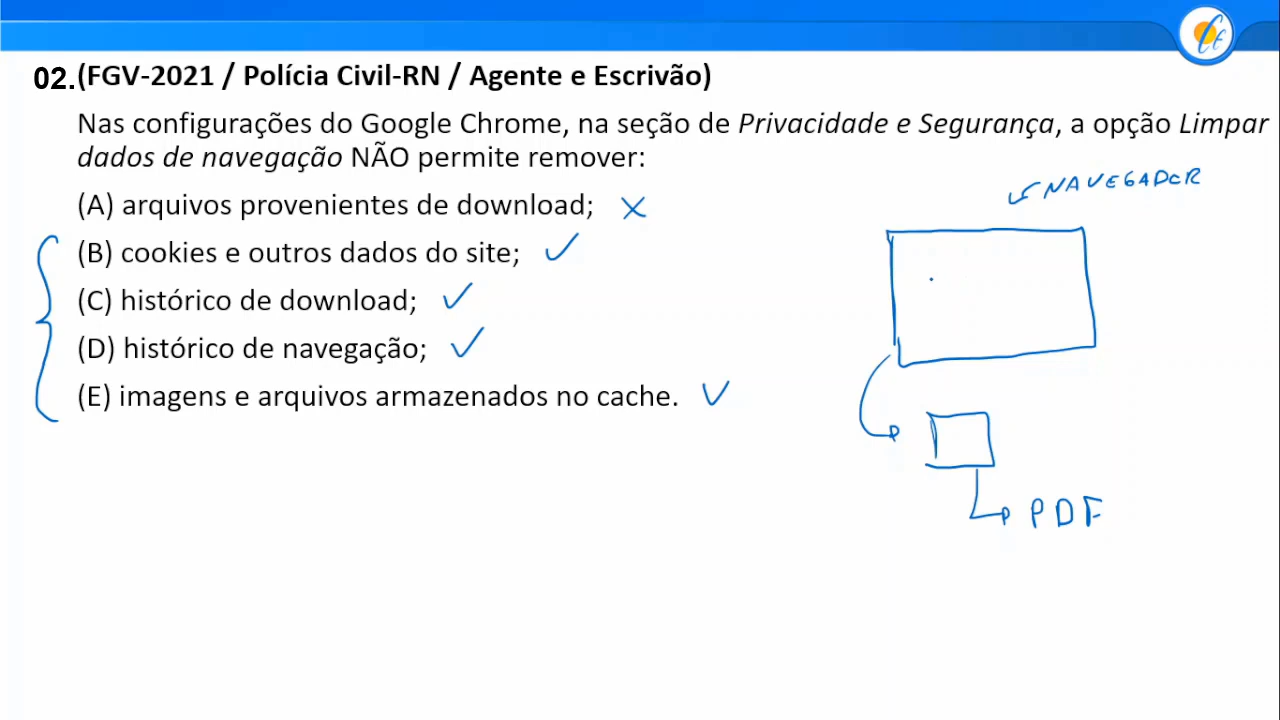 02.(FGV-2021 / Polícia Civil-RN / Agente e Escrivão)
Nas configurações do Google Chrome, na seção de Privacidade e Segurança, a opção Limpar
dados de navegação NÃO permite remover:
NAVEGADOR
(A) arquivos provenientes de download;
(B) cookies e outros dados do site;
(C) histórico de download;
(D) histórico de navegação;
(E) imagens e arquivos armazenados no cache.
PDF